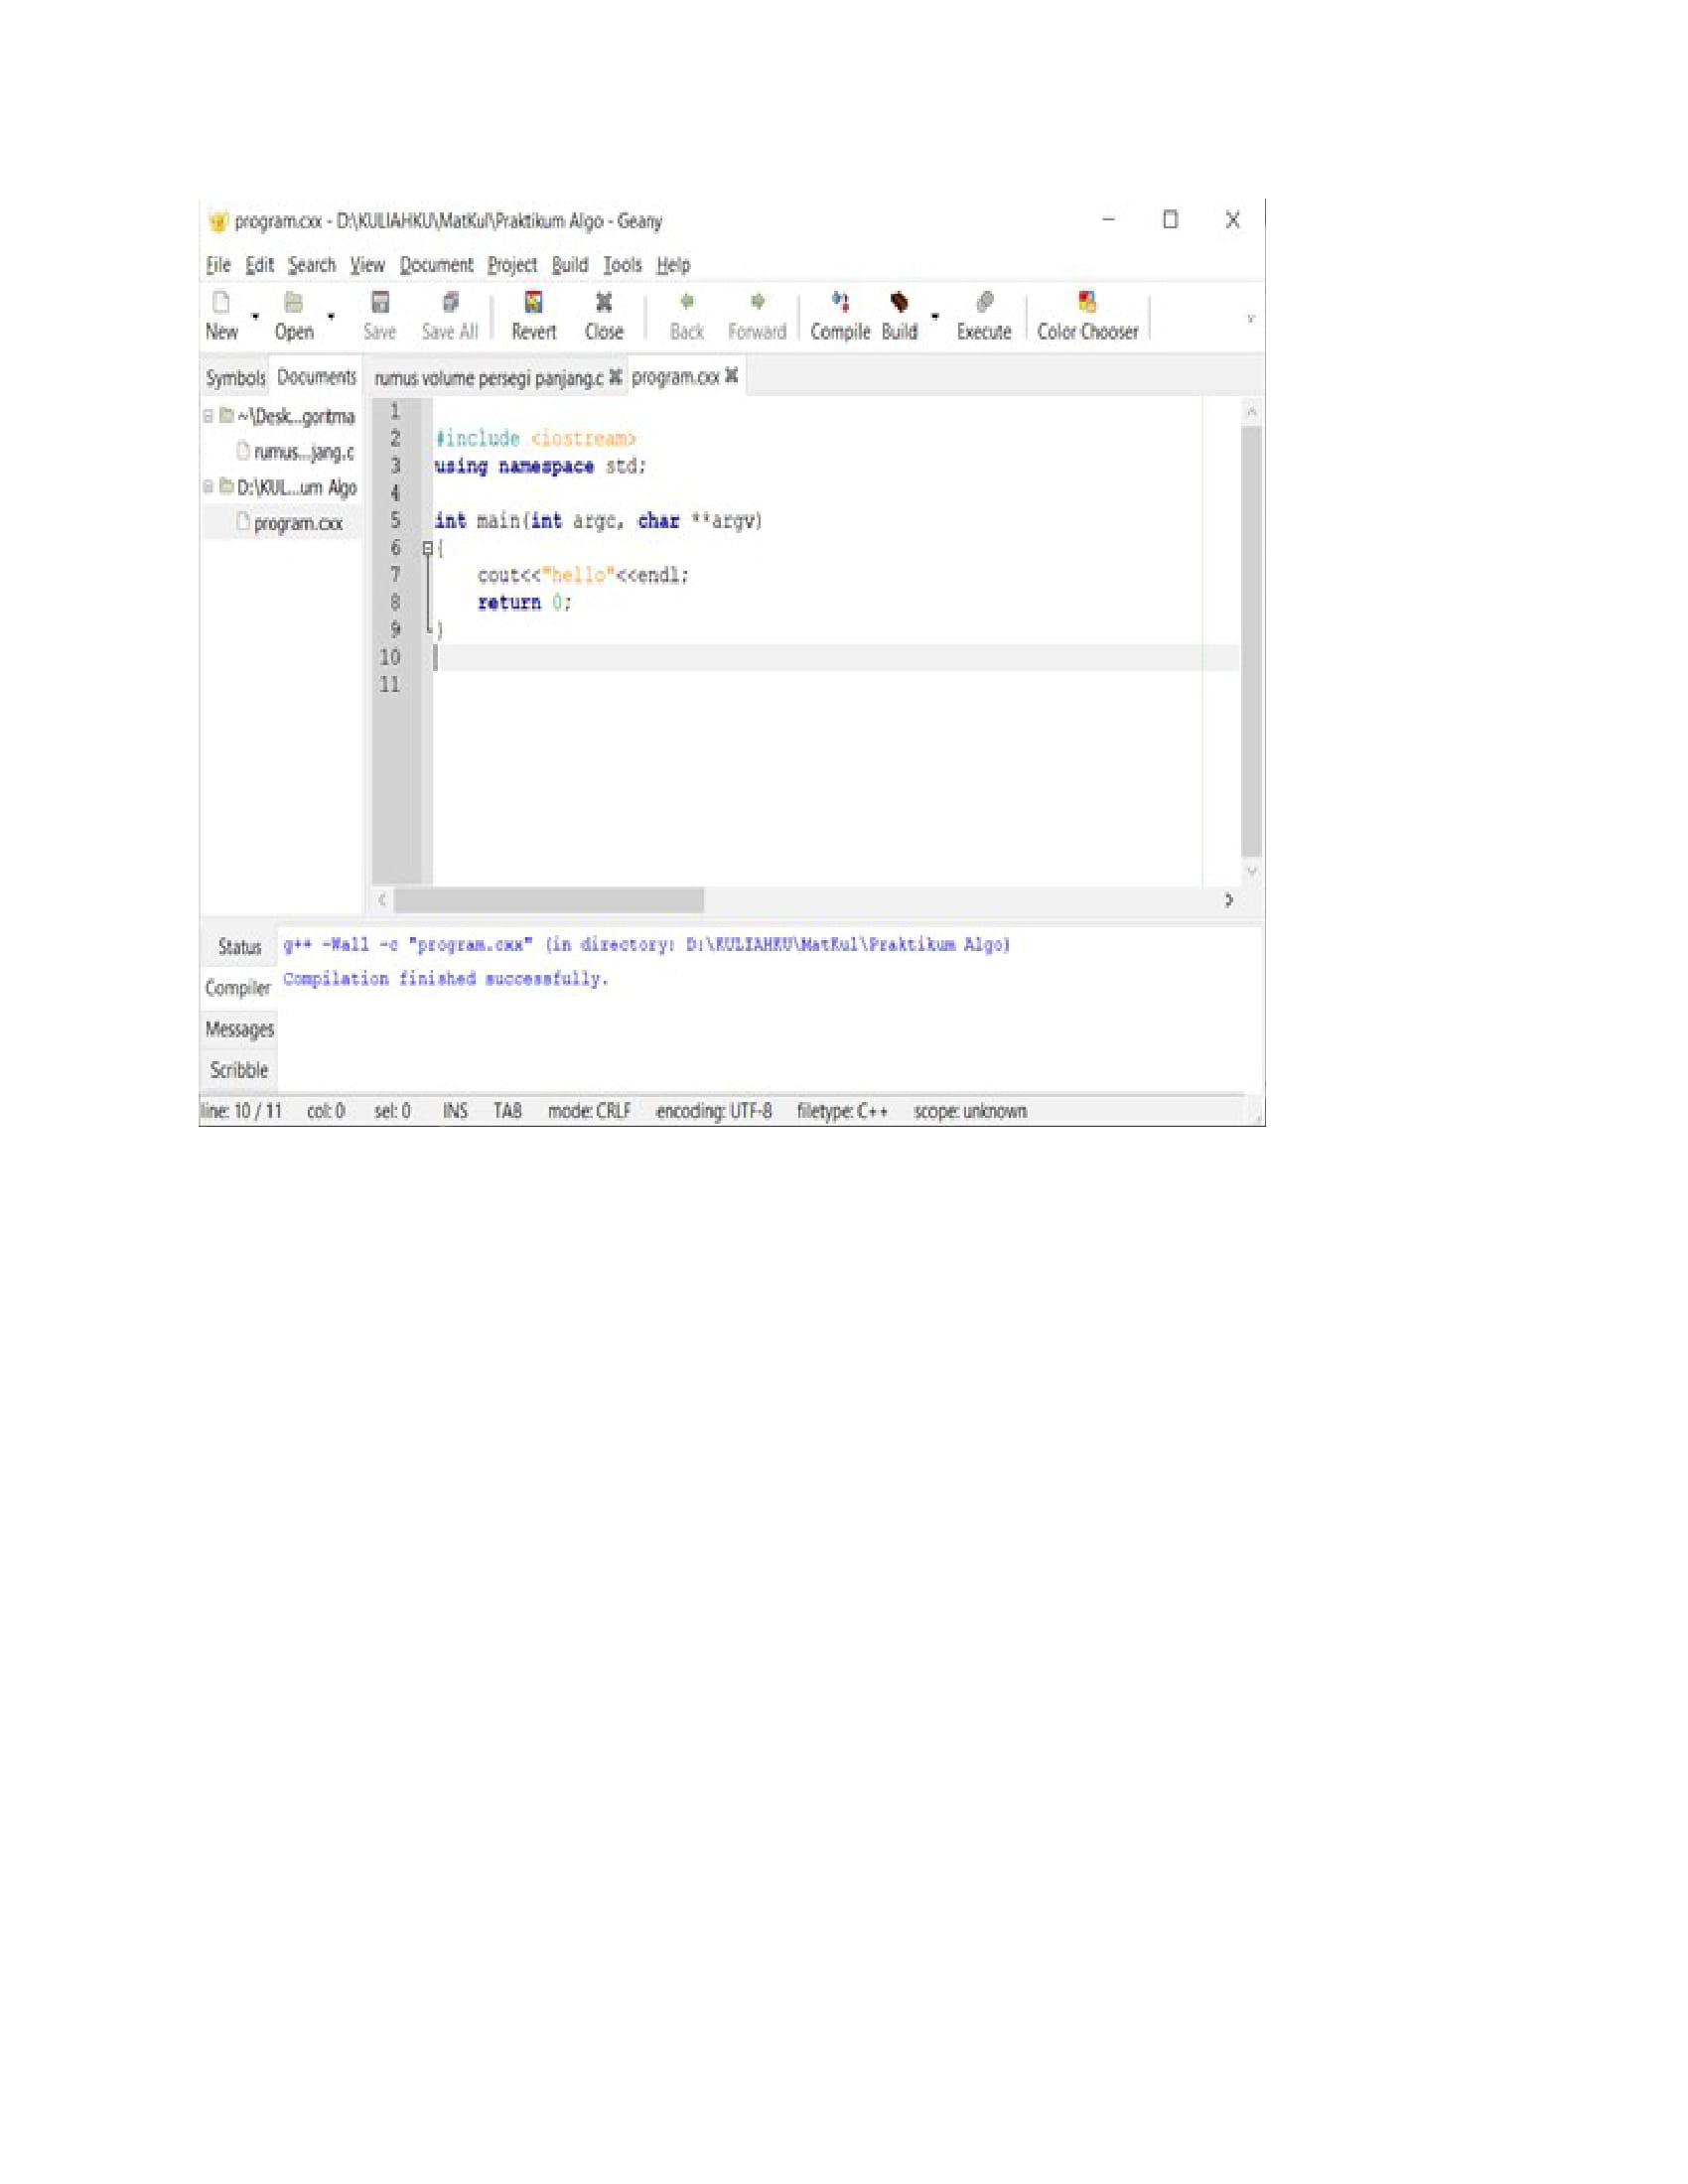 program.cxx - D:\KULIAHKU\MatKul\Praktikum Algo - Geany
File Edit Search View Document Project Build Tools Help
New Open Save Save All Revert Close Back Forward Compile Build Execute Color Chooser
Symbols Documents rumus volume persegi panjang.c program.cxx
~\Desk...goritma
rumus...jang.c
D:\KUL...um Algo
program.cxx
1
2 #include <iostream>
3 using namespace std;
4
5 int main(int argc, char **argv)
6 {
7 cout<<"hello"<<endl;
8 return 0;
9 }
10
11
Status
Compiler
Messages
Scribble
g++ -Wall -c "program.cxx" (in directory: D:\KULIAHKU\MatKul\Praktikum Algo)
Compilation finished successfully.
line: 10 / 11 col: 0 sel: 0 INS TAB mode: CRLF encoding: UTF-8 filetype: C++ scope: unknown